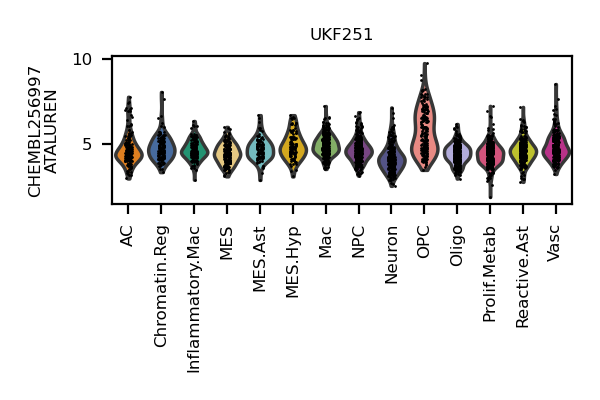 UKF251
CHEMBL256997
ATALUREN
10
5
AC
Chromatin.Reg
Inflammatory.Mac
MES
MES.Ast
MES.Hyp
Mac
NPC
Neuron
OPC
Oligo
Prolif.Metab
Reactive.Ast
Vasc